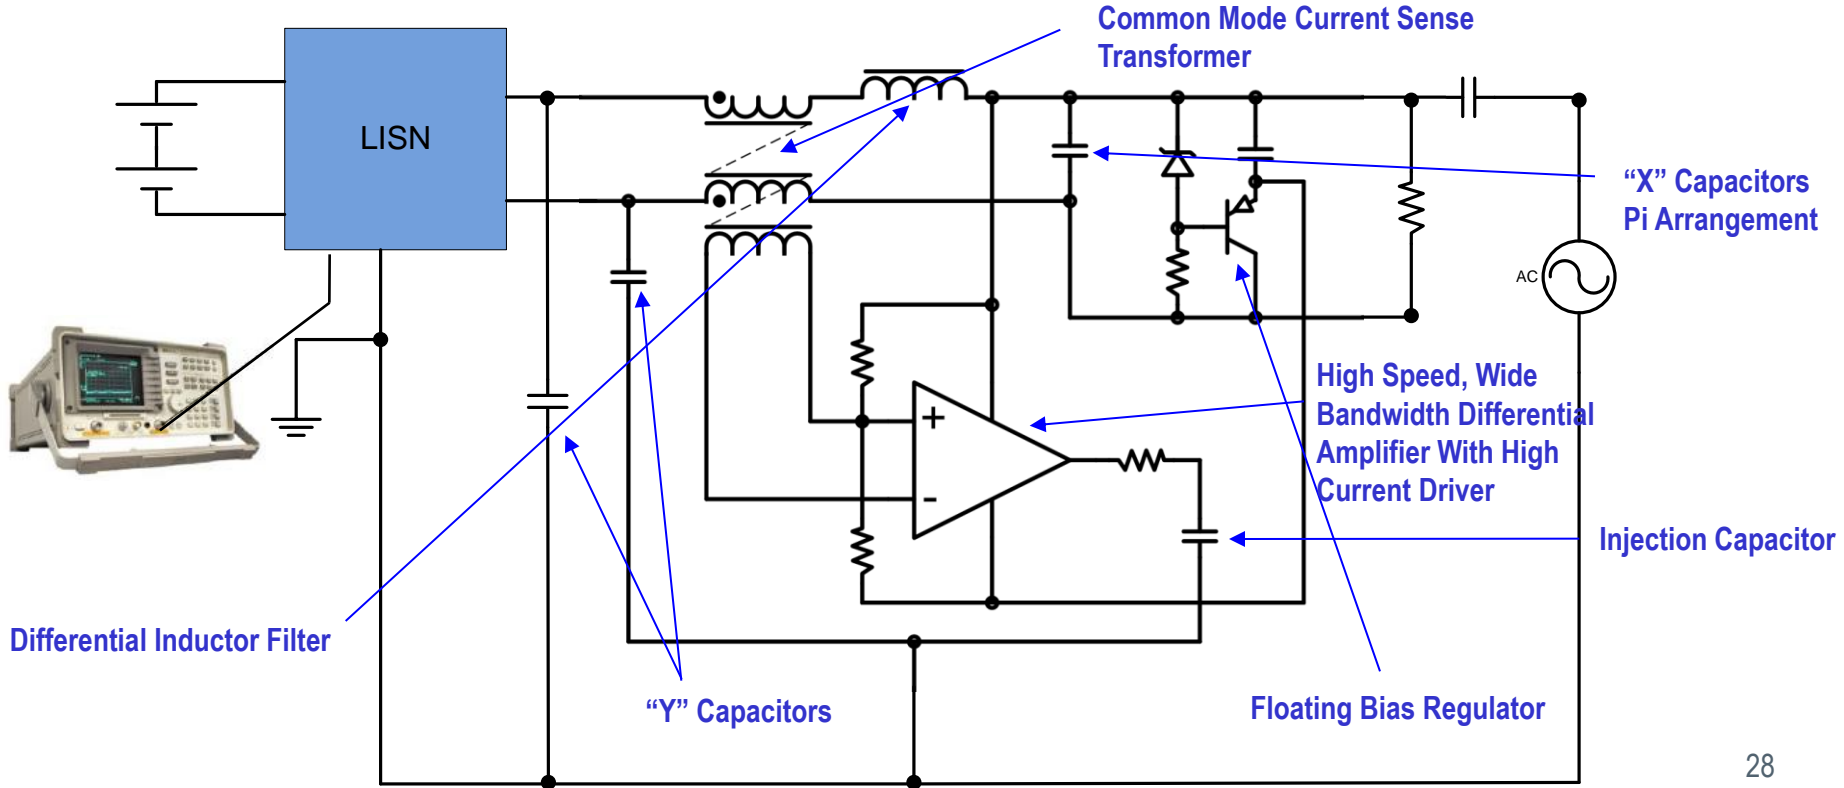 Common Mode Current Sense
Transformer
LISN
“X” Capacitors
Pi Arrangement
AC
High Speed, Wide
Bandwidth Differential
Amplifier With High
Current Driver
+
-
Injection Capacitor
Differential Inductor Filter
“Y” Capacitors
Floating Bias Regulator
28